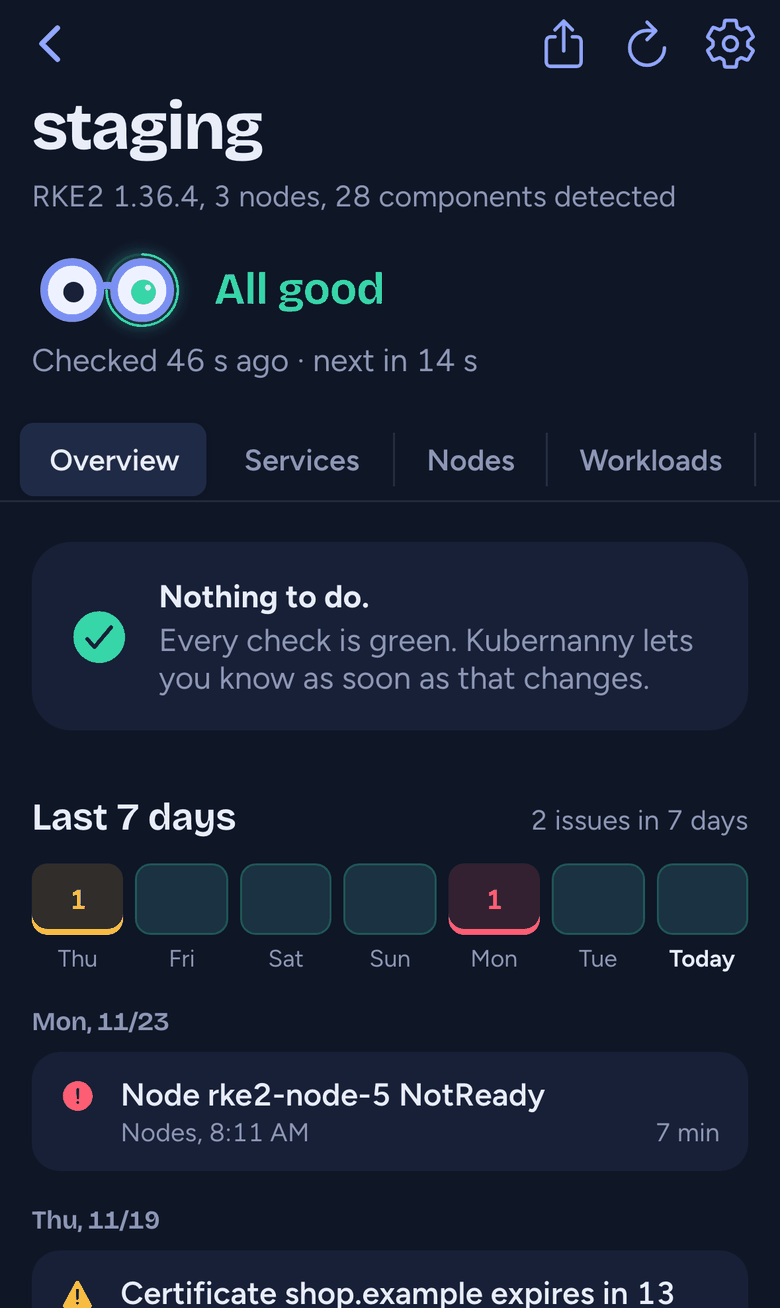 staging
RKE2 1.36.4, 3 nodes, 28 components detected
All good
Checked 46 s ago · next in 14 s
Overview
Services
Nodes
Workloads
Nothing to do.
Every check is green. Kubernanny lets
you know as soon as that changes.
Last 7 days
2 issues in 7 days
1
1
Thu
Fri
Sat
Sun
Mon
Tue
Today
Mon, 11/23
Node rke2-node-5 NotReady
Nodes, 8:11 AM
7 min
Thu, 11/19
Certificate shop.example expires in 13